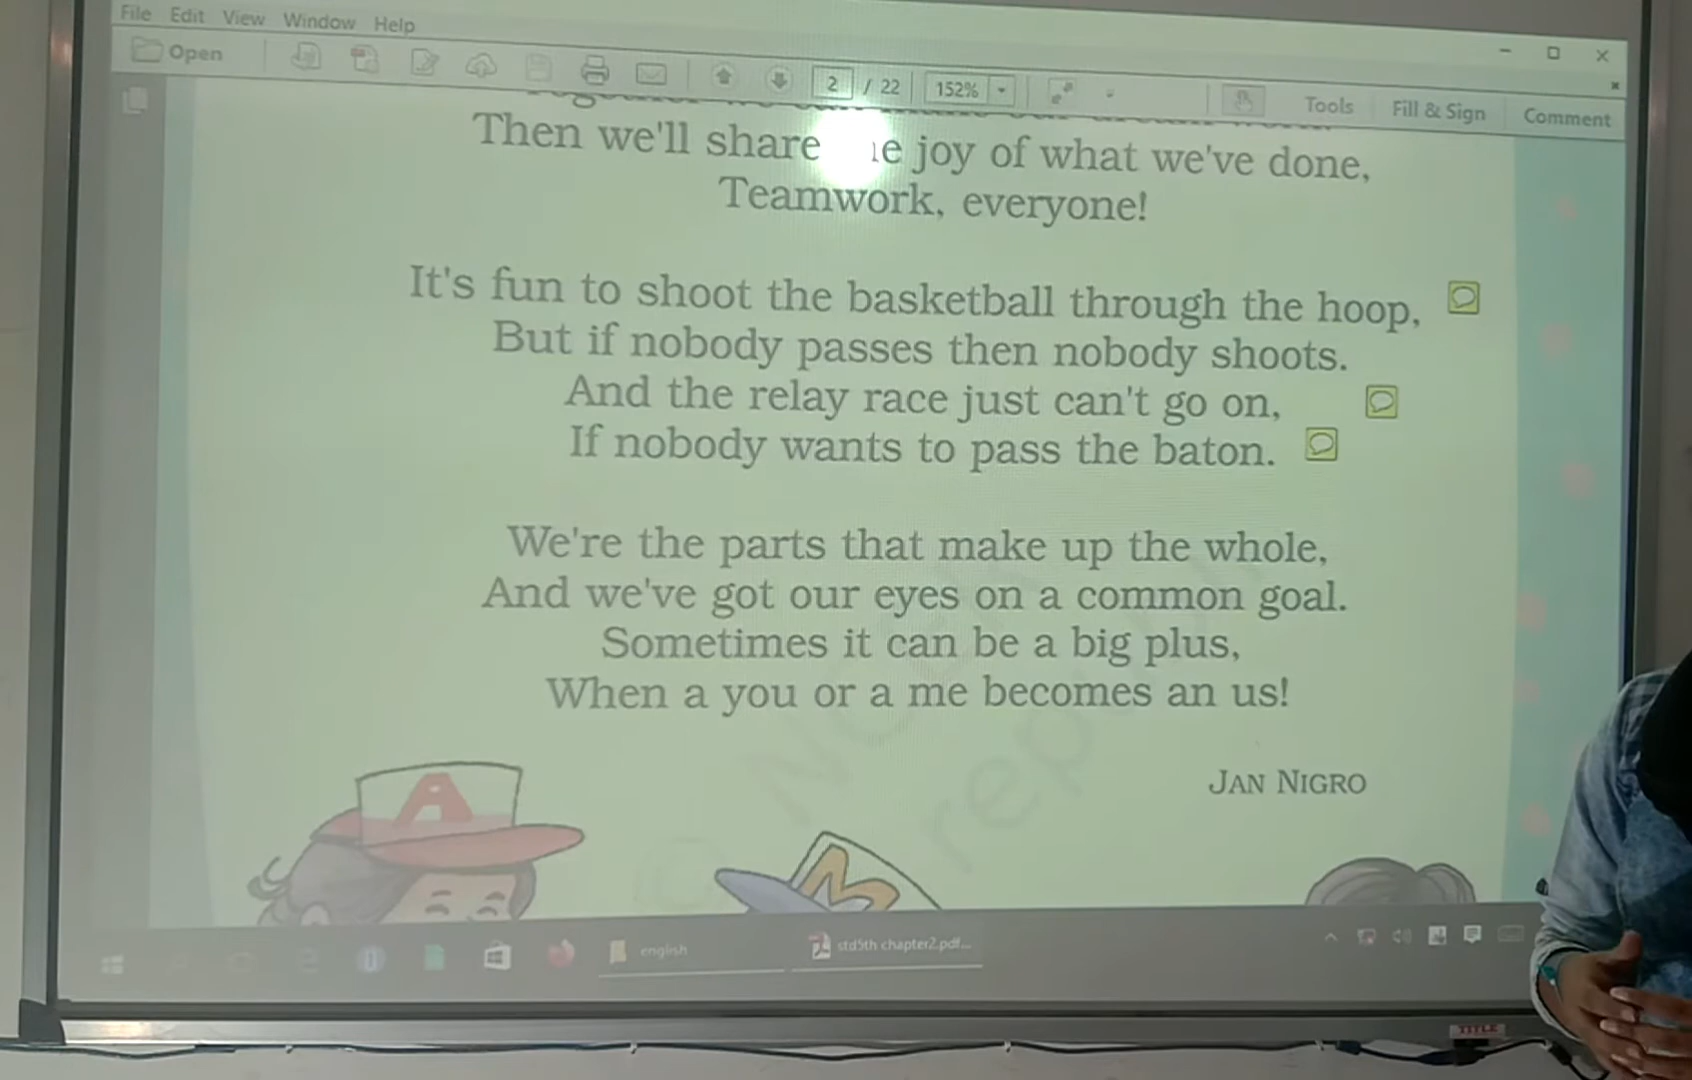 File Edit View Window Help
Open
2 / 22
152%
Tools
Fill & Sign
Comment
Then we'll share joy of what we've done,
Teamwork, everyone!
It's fun to shoot the basketball through the hoop,
But if nobody passes then nobody shoots.
And the relay race just can't go on,
If nobody wants to pass the baton.
We're the parts that make up the whole,
And we've got our eyes on a common goal.
Sometimes it can be a big plus,
When a you or a me becomes an us!
JAN NIGRO
A
M
english
std5th chapter2.pdf...